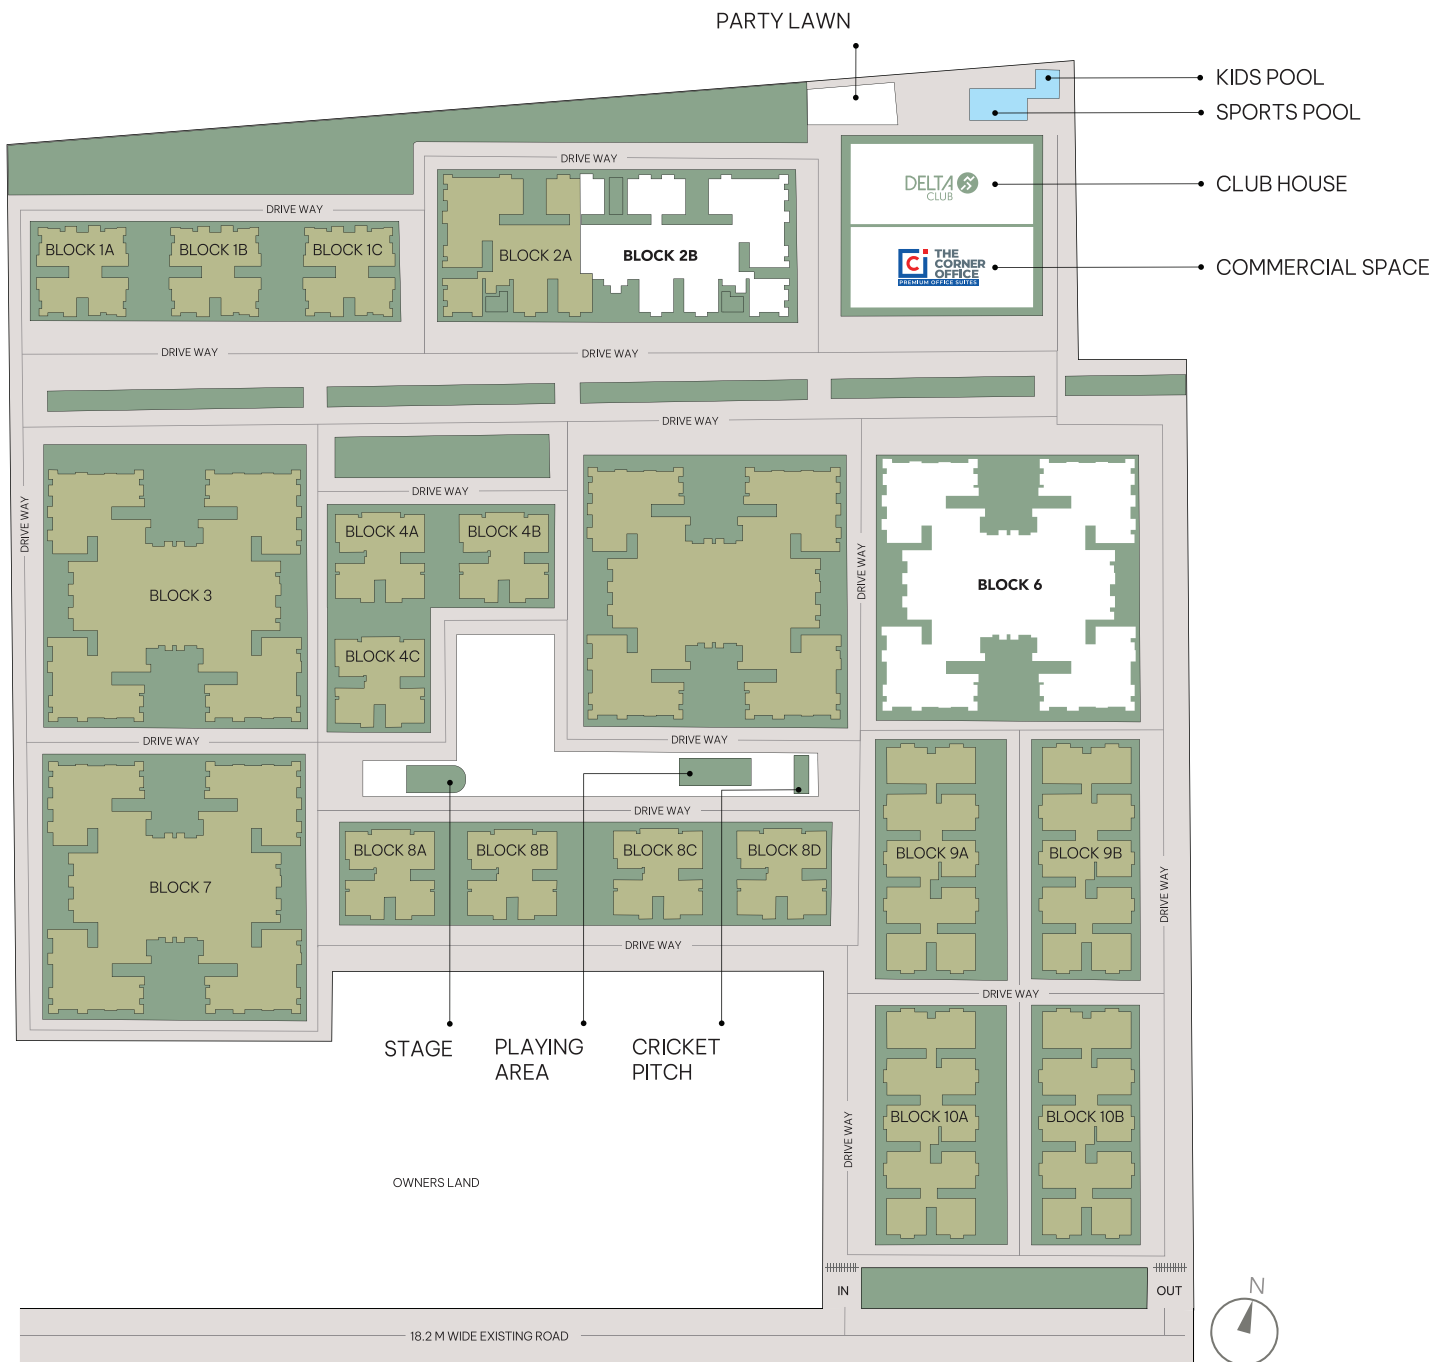 PARTY LAWN
KIDS POOL
SPORTS POOL
DRIVE WAY
DELTA
CLUB
CLUB HOUSE
DRIVE WAY
BLOCK 1A
BLOCK 1B
BLOCK 1C
BLOCK 2A
BLOCK 2B
Ci THE
CORNER
OFFICE
PREMIUM OFFICE SUITES
COMMERCIAL SPACE
DRIVE WAY
DRIVE WAY
DRIVE WAY
DRIVE WAY
DRIVE WAY
BLOCK 4A
BLOCK 4B
DRIVE WAY
BLOCK 3
BLOCK 6
BLOCK 4C
DRIVE WAY
DRIVE WAY
DRIVE WAY
BLOCK 8A
BLOCK 8B
BLOCK 8C
BLOCK 8D
BLOCK 9A
BLOCK 9B
BLOCK 7
DRIVE WAY
DRIVE WAY
DRIVE WAY
STAGE
PLAYING
AREA
CRICKET
PITCH
BLOCK 10A
BLOCK 10B
DRIVE WAY
OWNERS LAND
IN
OUT
N
18.2 M WIDE EXISTING ROAD